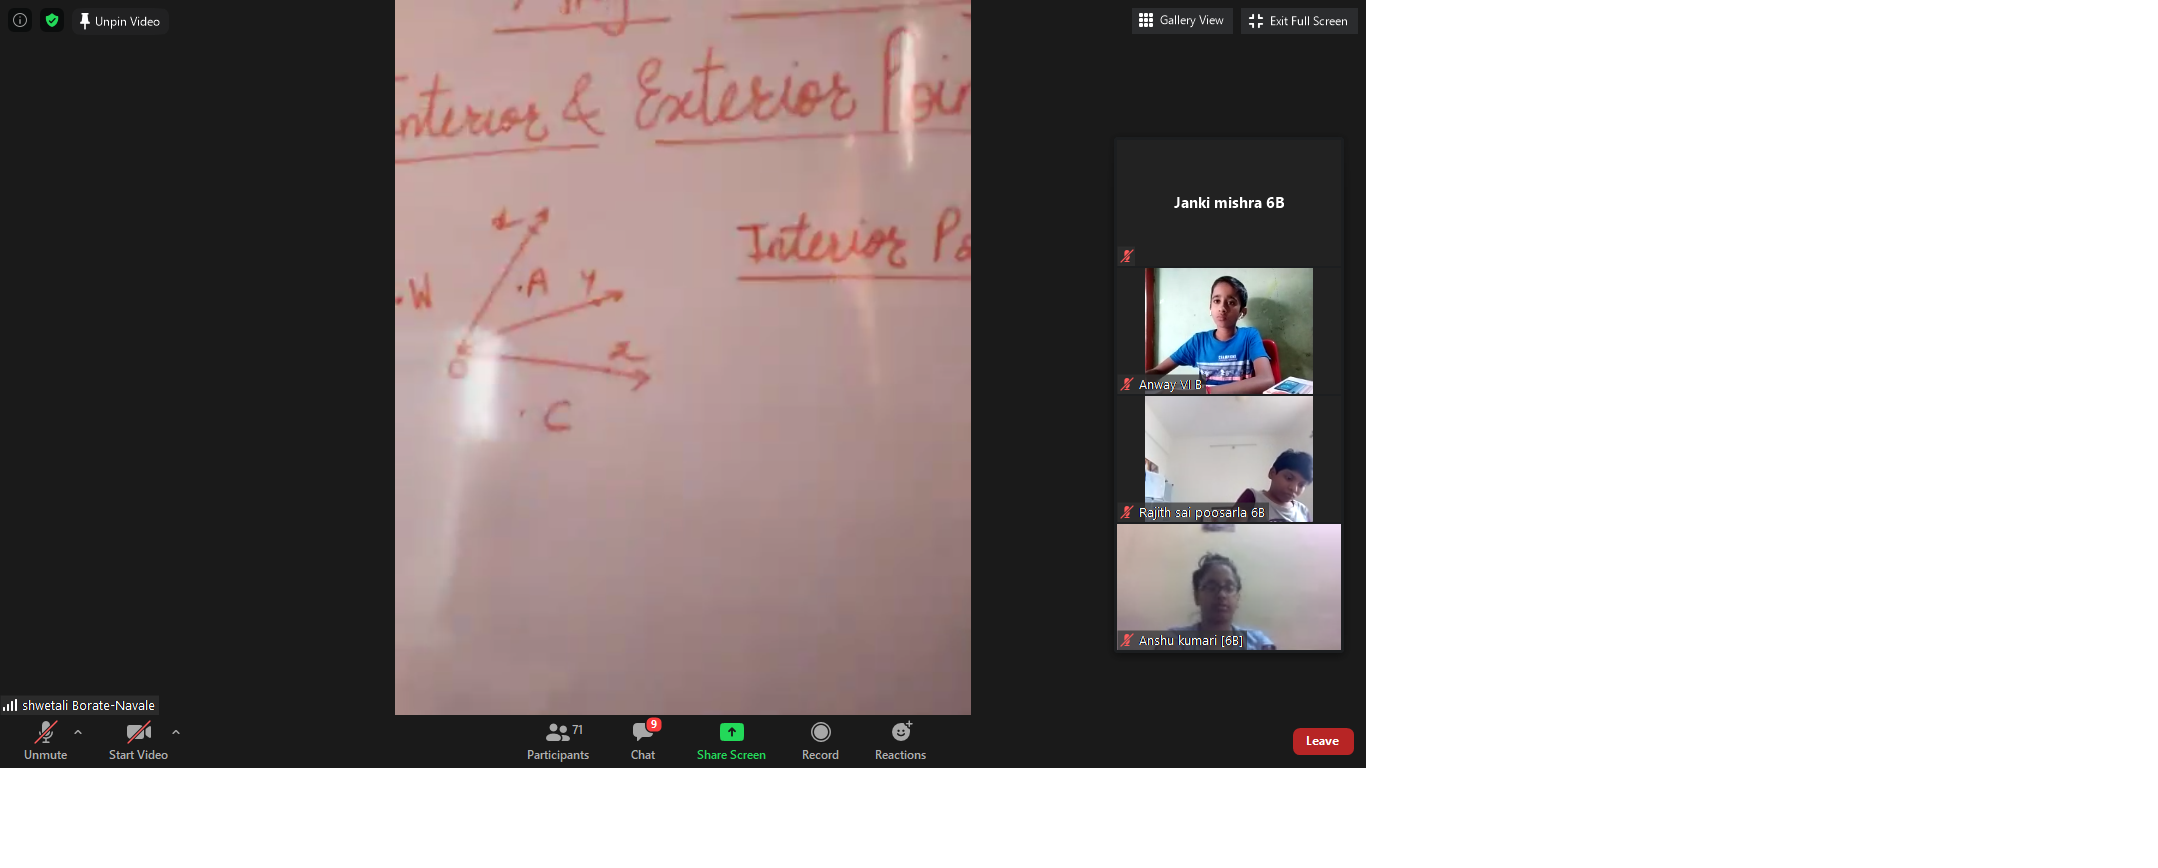 Unpin Video
Gallery View
Exit Full Screen
nterior & Exterior Poin
Interior Po
A
y
W
O
C
Janki mishra 6B
Anway VI B
Rajith sai poosarla 6B
Anshu kumari [6B]
shwetali Borate-Navale
Unmute
Start Video
Participants 71
Chat 9
Share Screen
Record
Reactions
Leave